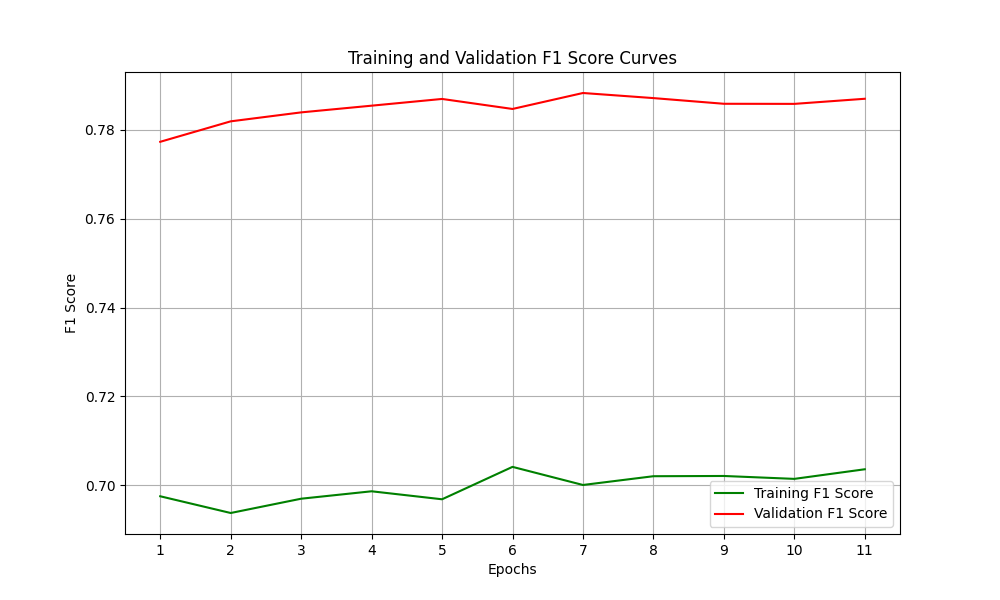 Training and Validation F1 Score Curves
F1 Score
0.78
0.76
0.74
0.72
0.70
Training F1 Score
Validation F1 Score
1 2 3 4 5 6 7 8 9 10 11
Epochs